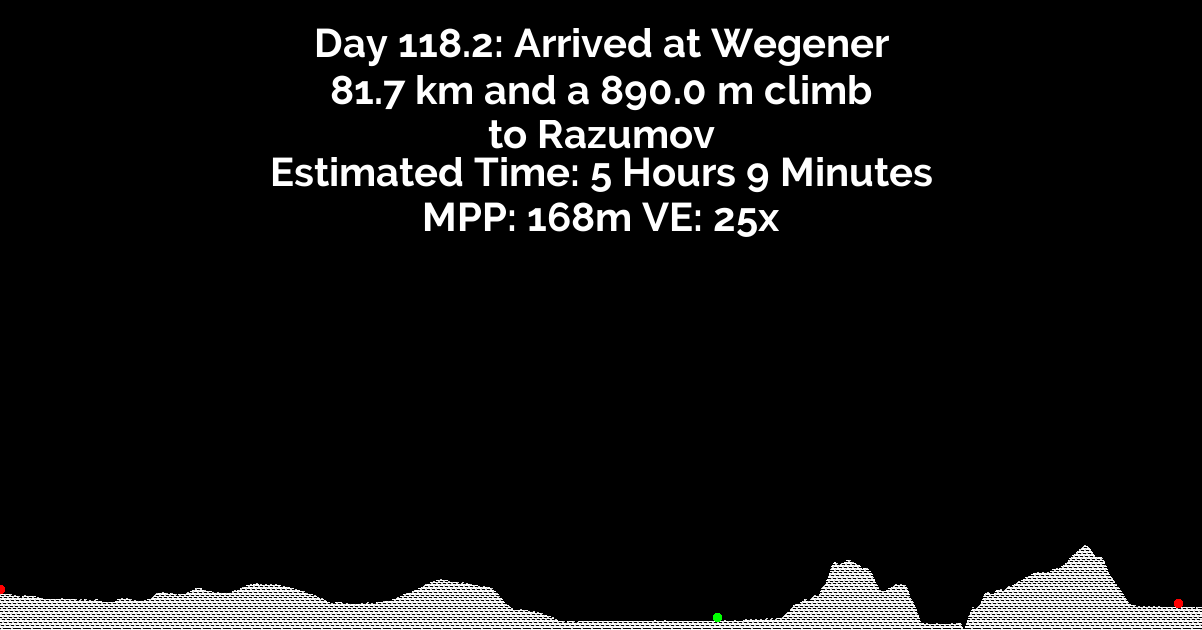 Day 118.2: Arrived at Wegener
81.7 km and a 890.0 m climb
to Razumov
Estimated Time: 5 Hours 9 Minutes
MPP: 168m VE: 25x